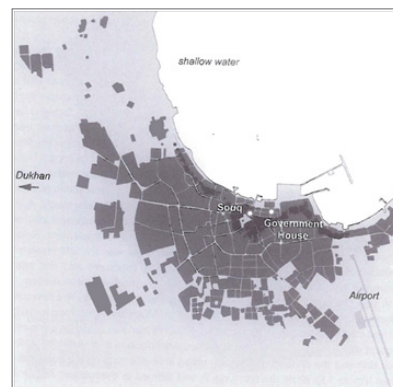 shallow water
Dukhan
Souq
Government
House
Airport